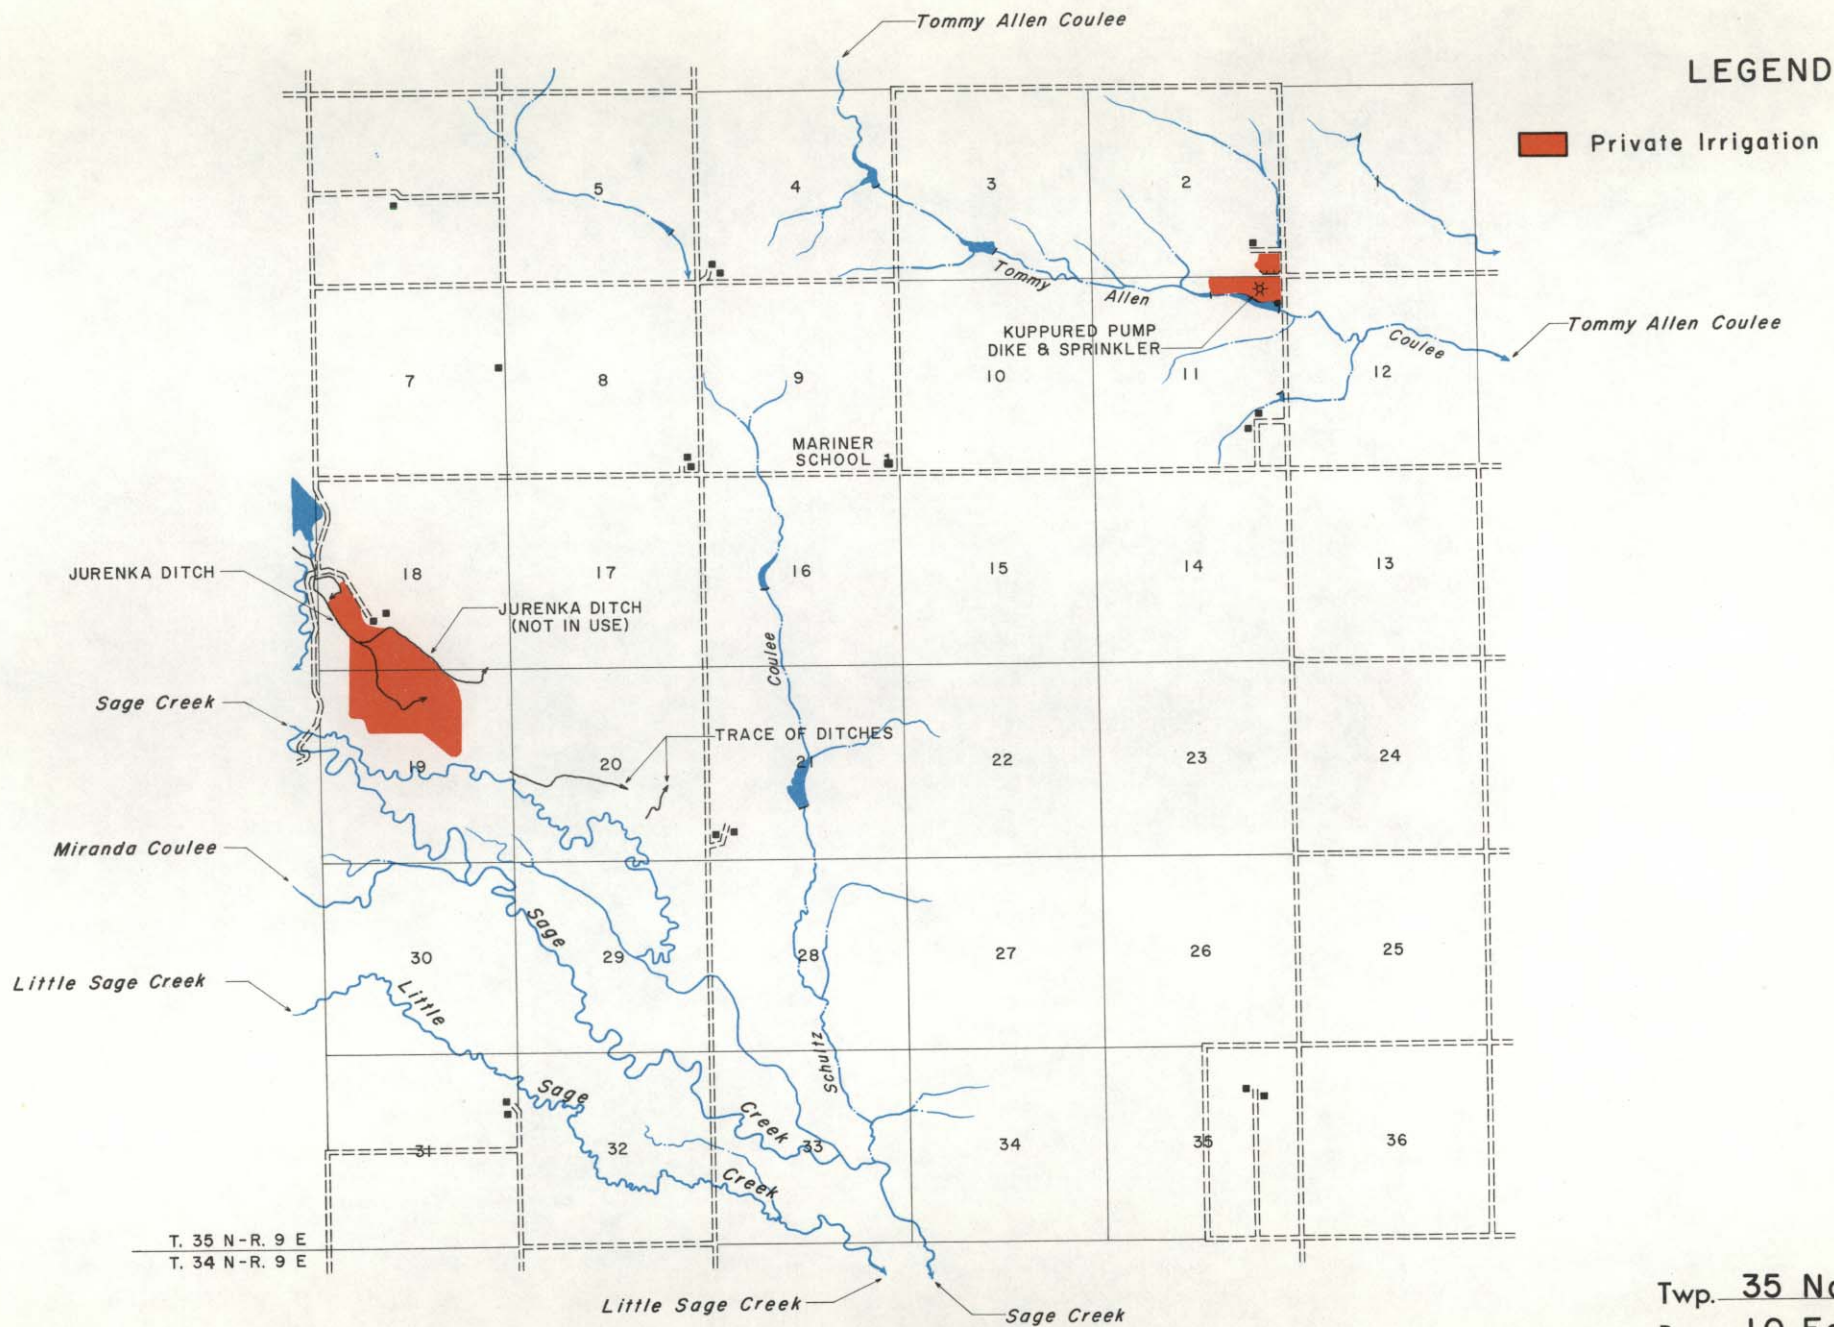 Tommy Allen Coulee
LEGEND
Private Irrigation
5
4
3
2
1
Tommy
Allen
Coulee
KUPPURED PUMP
DIKE & SPRINKLER
Tommy Allen Coulee
7
8
9
10
11
12
MARINER
SCHOOL
JURENKA DITCH
18
17
16
15
14
13
JURENKA DITCH
(NOT IN USE)
Coulee
Sage Creek
TRACE OF DITCHES
19
20
21
22
23
24
Miranda Coulee
Sage
30
29
28
27
26
25
Little Sage Creek
Little
Schultz
Sage
Creek
31
32
33
34
35
36
Creek
T. 35 N-R. 9 E
T. 34 N-R. 9 E
Little Sage Creek
Sage Creek
Twp. 35 No